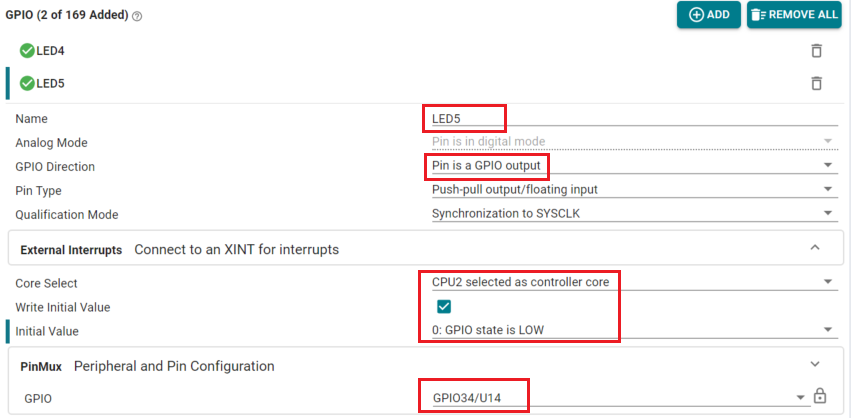 GPIO (2 of 169 Added)
ADD
REMOVE ALL
LED4
LED5
Name LED5
Analog Mode Pin is in digital mode
GPIO Direction Pin is a GPIO output
Pin Type Push-pull output/floating input
Qualification Mode Synchronization to SYSCLK
External Interrupts Connect to an XINT for interrupts
Core Select CPU2 selected as controller core
Write Initial Value
Initial Value 0: GPIO state is LOW
PinMux Peripheral and Pin Configuration
GPIO GPIO34/U14